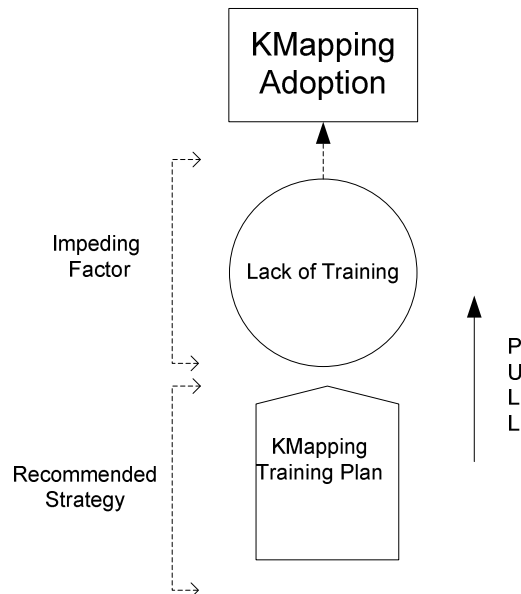 KMapping
Adoption
Impeding
Factor
Lack of Training
P
U
L
L
KMapping
Training Plan
Recommended
Strategy